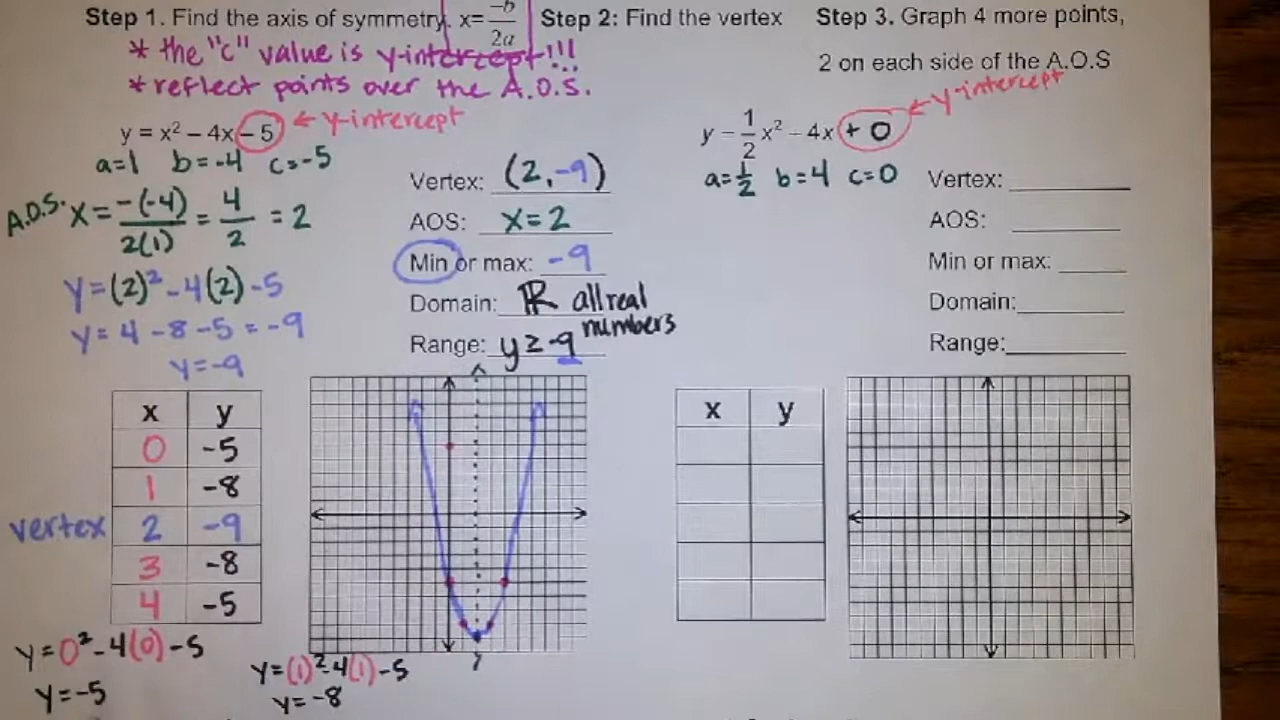 Step 1. Find the axis of symmetry. x= -b/2a
Step 2: Find the vertex
Step 3. Graph 4 more points,
2 on each side of the A.O.S
* the "c" value is y-intercept!!!
* reflect points over the A.O.S.
y = x² – 4x – 5 ← y-intercept
a=1 b=-4 c=-5
A.O.S. x = -(-4)/2(1) = 4/2 = 2
y = (2)² - 4(2) - 5
y = 4 - 8 - 5 = -9
y = -9
Vertex: (2, -9)
AOS: x = 2
Min or max: -9
Domain: ℝ all real numbers
Range: y ≥ -9
x y
0 -5
1 -8
vertex 2 -9
3 -8
4 -5
y = 0² - 4(0) - 5
y = -5
y = (1)² - 4(1) - 5
y = -8
y – 1/2 x² – 4x + 0 ← y-intercept
a = 1/2 b = 4 c = 0
Vertex:
AOS:
Min or max:
Domain:
Range:
x y